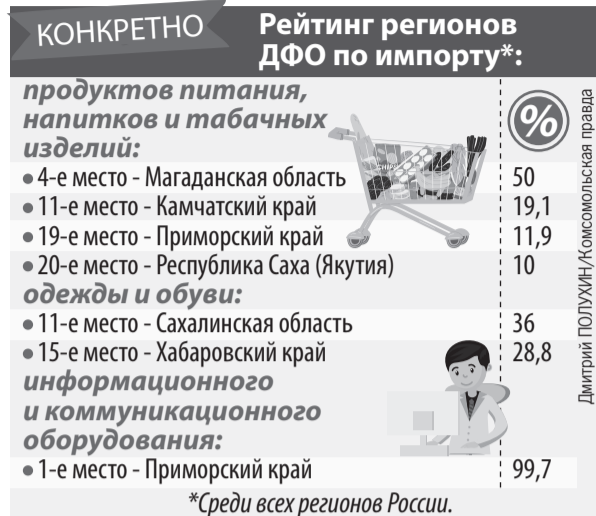 КОНКРЕТНО
Рейтинг регионов
ДФО по импорту*:
продуктов питания,
напитков и табачных
изделий:
%
• 4-е место - Магаданская область 50
• 11-е место - Камчатский край 19,1
• 19-е место - Приморский край 11,9
• 20-е место - Республика Саха (Якутия) 10
одежды и обуви:
• 11-е место - Сахалинская область 36
• 15-е место - Хабаровский край 28,8
информационного
и коммуникационного
оборудования:
• 1-е место - Приморский край 99,7
*Среди всех регионов России.
Дмитрий ПОЛУХИН/Комсомольская правда